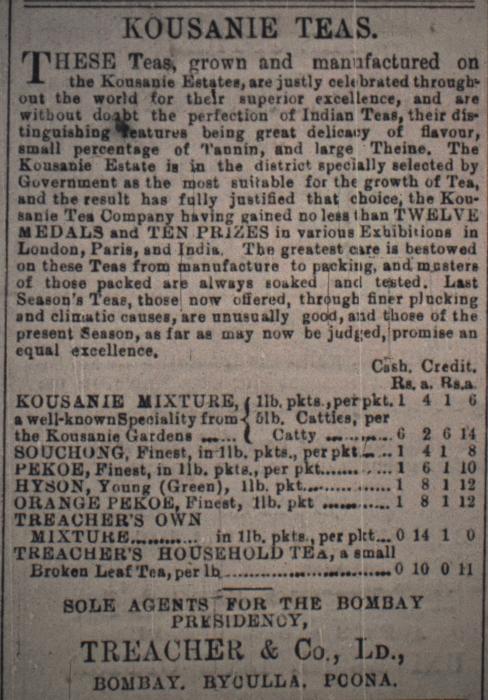 KOUSANIE TEAS.
THESE Teas, grown and manufactured on
the Kousanie Estates, are justly celebrated through-
out the world for their superior excellence, and are
without doubt the perfection of Indian Teas, their dis-
tinguishing features being great delicacy of flavour,
small percentage of Tannin, and large Theine. The
Kousanie Estate is in the district specially selected by
Government as the most suitable for the growth of Tea,
and the result has fully justified that choice, the Kou-
sanie Tea Company having gained no less than TWELVE
MEDALS and TEN PRIZES in various Exhibitions in
London, Paris, and India. The greatest care is bestowed
on these Teas from manufacture to packing, and musters
of those packed are always soaked and tested. Last
Season's Teas, those now offered, through finer plucking
and climatic causes, are unusually good, and those of the
present Season, as far as may now be judged, promise an
equal excellence.
Cash. Credit.
Rs. a. Rs. a.
KOUSANIE MIXTURE, { 1lb. pkts., per pkt. 1 4 1 6
a well-known Speciality from { 5lb. Catties, per
the Kousanie Gardens ...... { Catty ............ 6 2 6 14
SOUCHONG, Finest, in 1lb. pkts., per pkt..... 1 4 1 8
PEKOE, Finest, in 1lb. pkts., per pkt............ 1 6 1 10
HYSON, Young (Green), 1lb. pkt............... 1 8 1 12
ORANGE PEKOE, Finest, 1lb. pkt ............ 1 8 1 12
TREACHER'S OWN
MIXTURE............ in 1lb. pkts., per pkt... 0 14 1 0
TREACHER'S HOUSEHOLD TEA, a small
Broken Leaf Tea, per lb.............................. 0 10 0 11
SOLE AGENTS FOR THE BOMBAY
PRESIDENCY,
TREACHER & Co., LD.,
BOMBAY. BYCULLA. POONA.